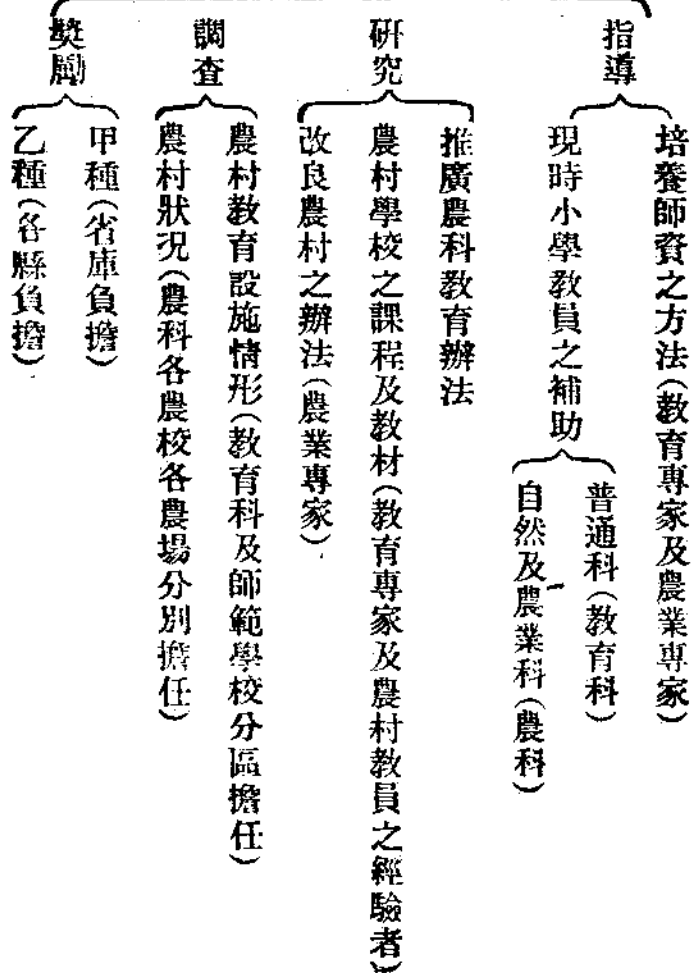 指導
培養師資之方法(教育專家及農業專家)
現時小學教員之補助
普通科(教育科)
自然及農業科(農科)
研究
推廣農科教育辦法
農村學校之課程及教材(教育專家及農村教員之經驗者)
改良農村之辦法(農業專家)
調查
農村教育設施情形(教育科及師範學校分區擔任)
農村狀況(農科各農校各農場分別擔任)
獎勵
甲種(省庫負擔)
乙種(各縣負擔)